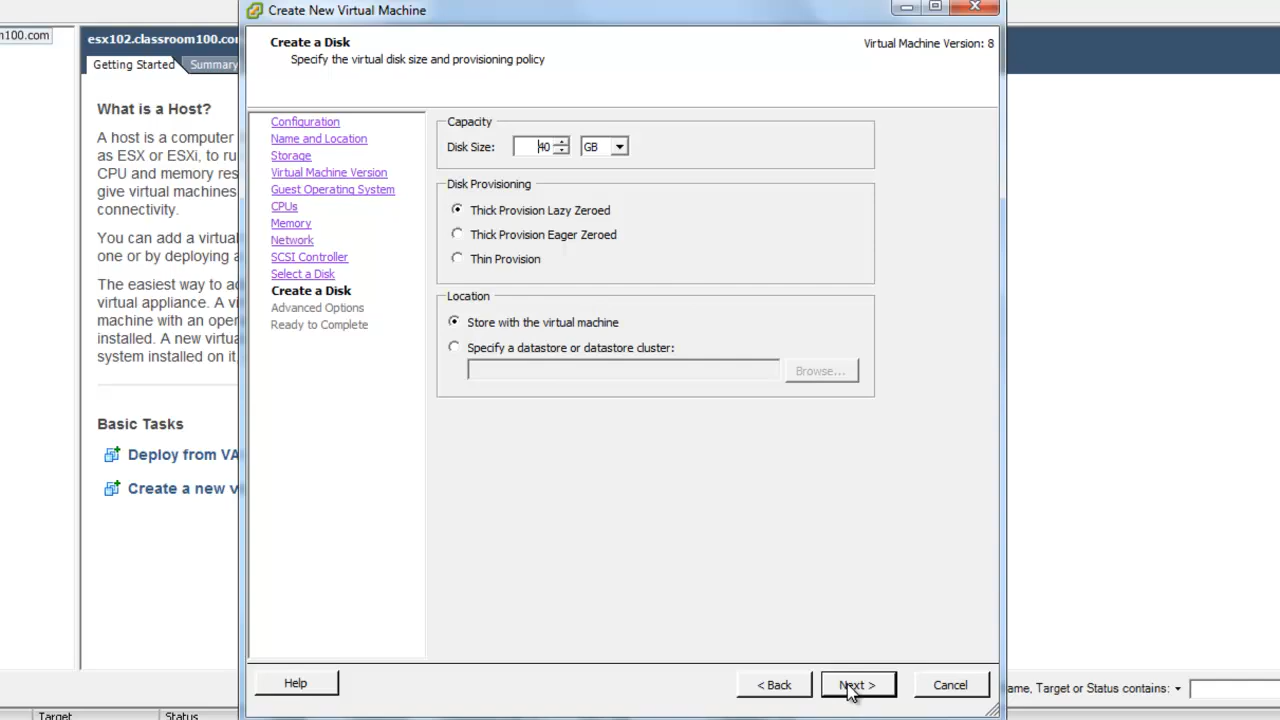 Create New Virtual Machine
Create a Disk
Specify the virtual disk size and provisioning policy
Virtual Machine Version: 8
esx102.classroom100.com
Getting Started
Summary
What is a Host?
A host is a computer
as ESX or ESXi, to ru
CPU and memory res
give virtual machines
connectivity.
You can add a virtual
one or by deploying a
The easiest way to ad
virtual appliance. A vi
machine with an oper
installed. A new virtua
system installed on it,
Basic Tasks
Deploy from VA
Create a new v
Configuration
Name and Location
Storage
Virtual Machine Version
Guest Operating System
CPUs
Memory
Network
SCSI Controller
Select a Disk
Create a Disk
Advanced Options
Ready to Complete
Capacity
Disk Size: 40 GB
Disk Provisioning
Thick Provision Lazy Zeroed
Thick Provision Eager Zeroed
Thin Provision
Location
Store with the virtual machine
Specify a datastore or datastore cluster:
Browse...
Help
< Back
Next >
Cancel
ame, Target or Status contains:
Target
Status